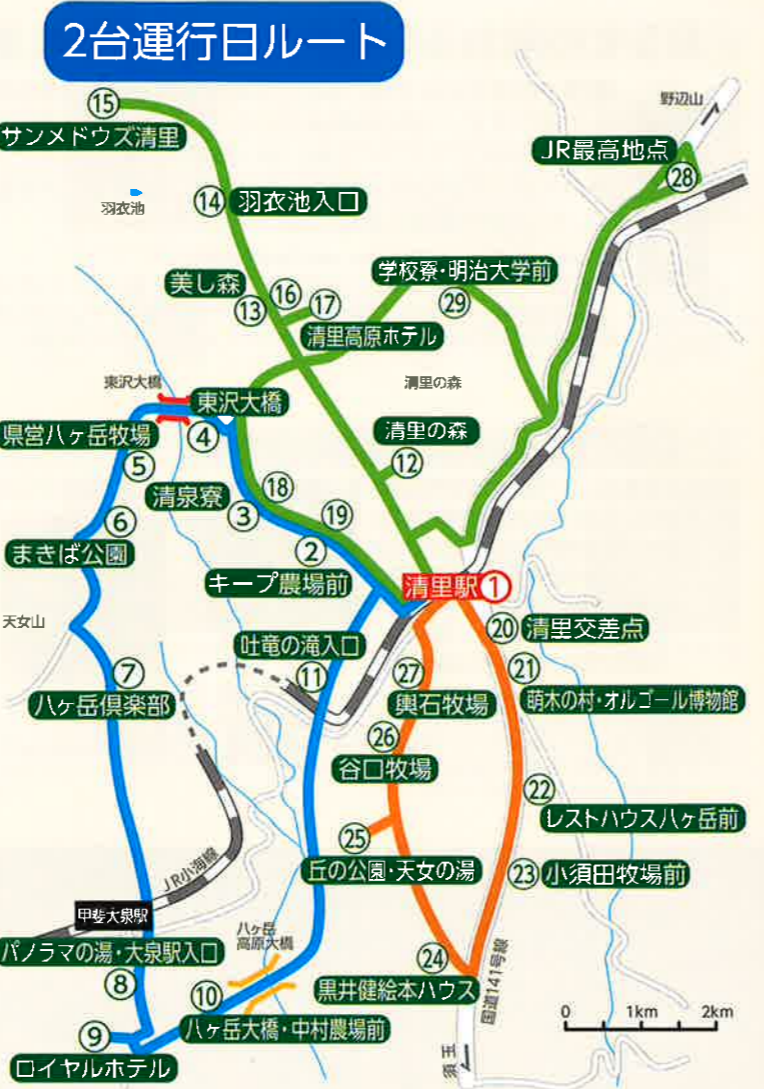 2台運行日ルート
野辺山
⑮
サンメドウズ清里
JR最高地点
㉘
羽衣池
⑭ 羽衣池入口
学校寮・明治大学前
㉙
美し森
⑬ ⑯ ⑰
清里高原ホテル
東沢大橋
清里の森
東沢大橋
県営八ヶ岳牧場
④
⑤
清里の森
⑫
清泉寮
③ ⑱
⑥
まきば公園
⑲
②
キープ農場前
清里駅①
天女山
⑳ 清里交差点
吐竜の滝入口
⑪
⑦
八ヶ岳倶楽部
㉗
輿石牧場
㉑
萌木の村・オルゴール博物館
㉖
谷口牧場
㉒
レストハウス八ヶ岳前
㉕
丘の公園・天女の湯
㉓ 小須田牧場前
JR小海線
甲斐大泉駅
パノラマの湯・大泉駅入口
⑧
八ヶ岳
高原大橋
㉔
黒井健絵本ハウス
国道141号線
⑩
八ヶ岳大橋・中村農場前
⑨
ロイヤルホテル
須玉
0 1km 2km